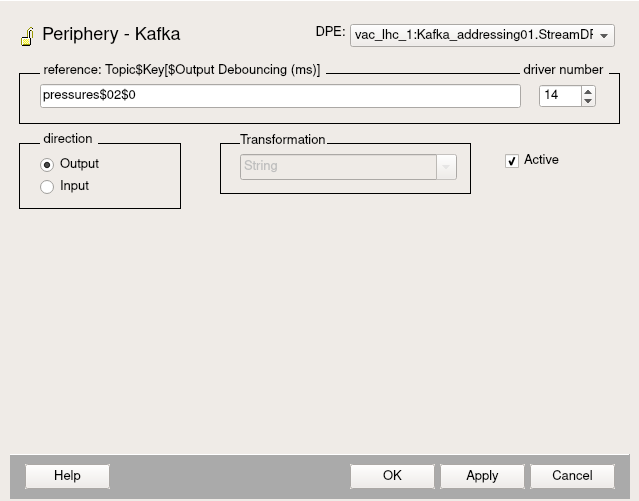 Periphery - Kafka
DPE: vac_lhc_1:Kafka_addressing01.StreamDF
reference: Topic$Key[$Output Debouncing (ms)]
driver number
pressures$02$0
14
direction
Transformation
Output
Input
String
Active
Help
OK
Apply
Cancel